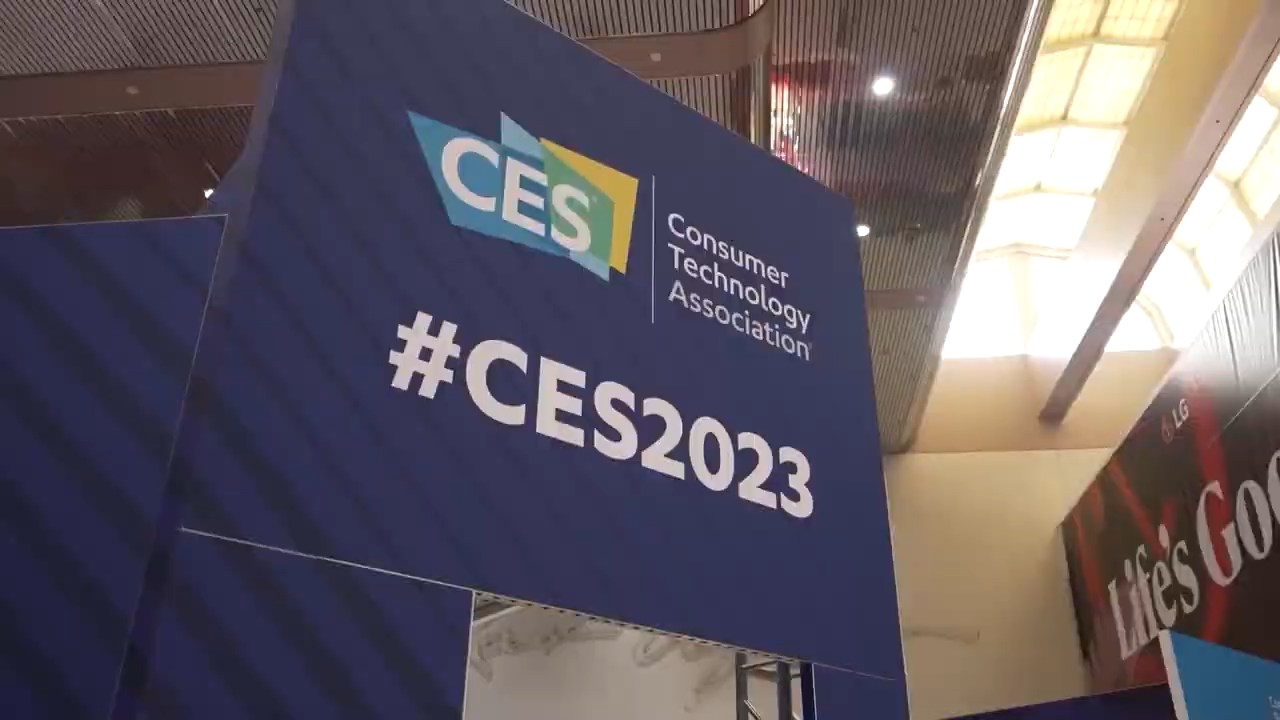 CES
Consumer
Technology
Association
#CES2023
LG
Life's Goo